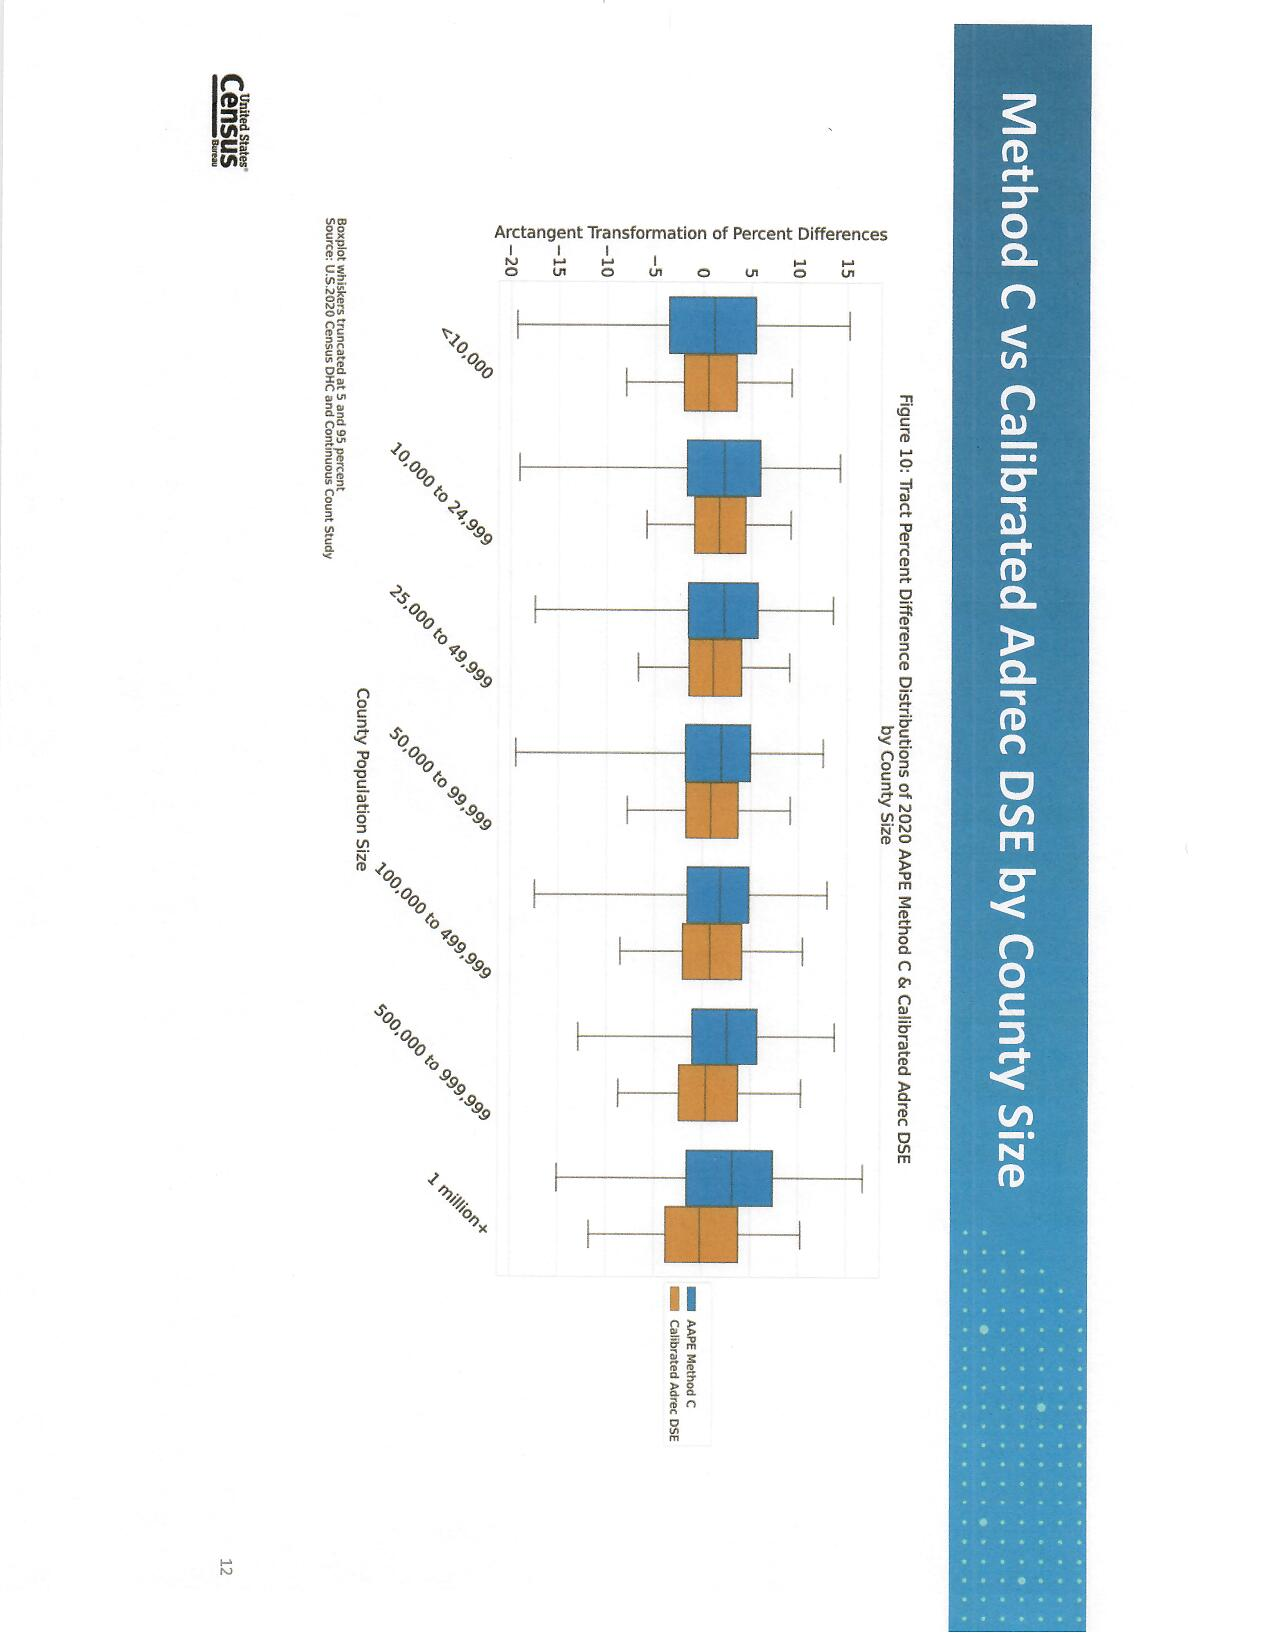 Method C vs Calibrated Adrec DSE by County Size
Figure 10: Tract Percent Difference Distributions of 2020 AAPE Method C & Calibrated Adrec DSE
by County Size
Arctangent Transformation of Percent Differences
15
10
5
0
−5
−10
−15
−20
<10,000
10,000 to 24,999
25,000 to 49,999
50,000 to 99,999
100,000 to 499,999
500,000 to 999,999
1 million+
County Population Size
AAPE Method C
Calibrated Adrec DSE
Boxplot whiskers truncated at 5 and 95 percent
Source: U.S.2020 Census DHC and Continuous Count Study
United States®
Census
Bureau
12